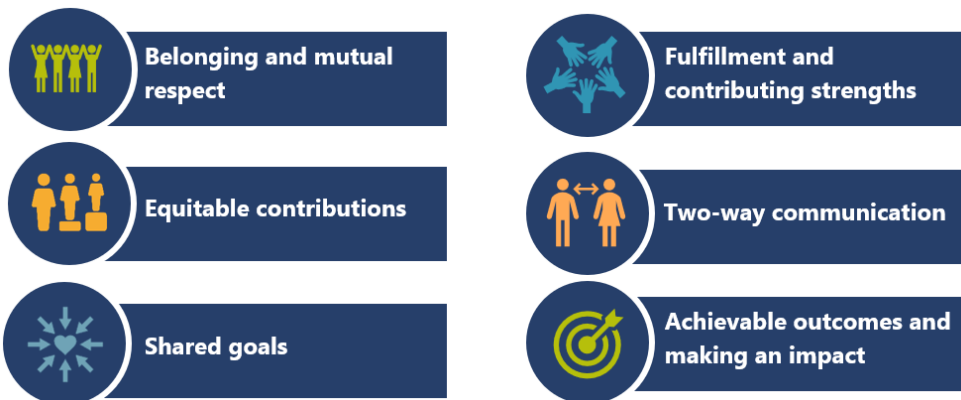 Belonging and mutual
respect
Equitable contributions
Shared goals
Fulfillment and
contributing strengths
Two-way communication
Achievable outcomes and
making an impact